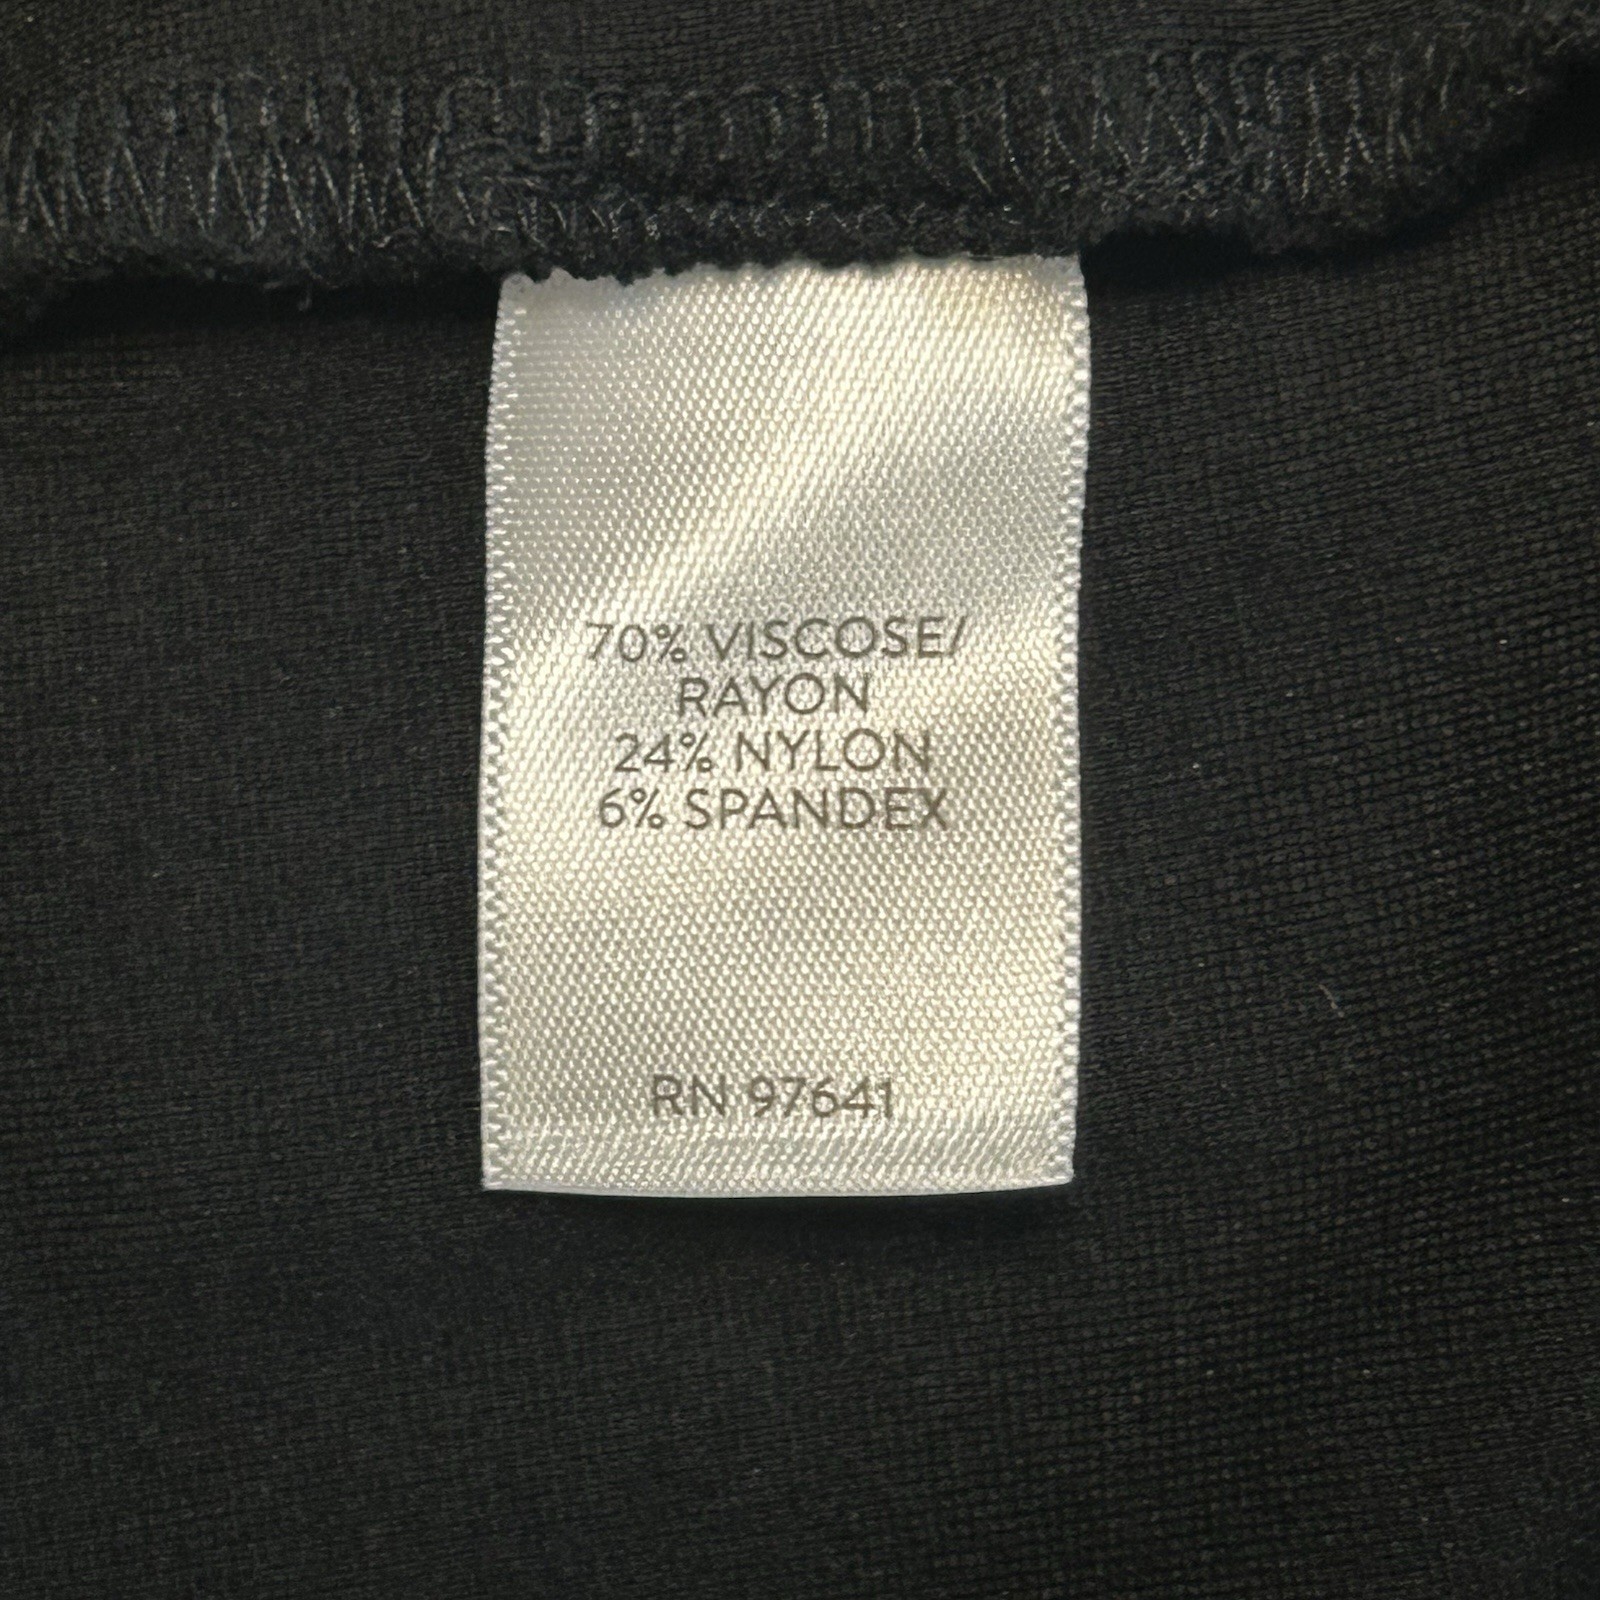 70% VISCOSE/
RAYON
24% NYLON
6% SPANDEX
RN 97641